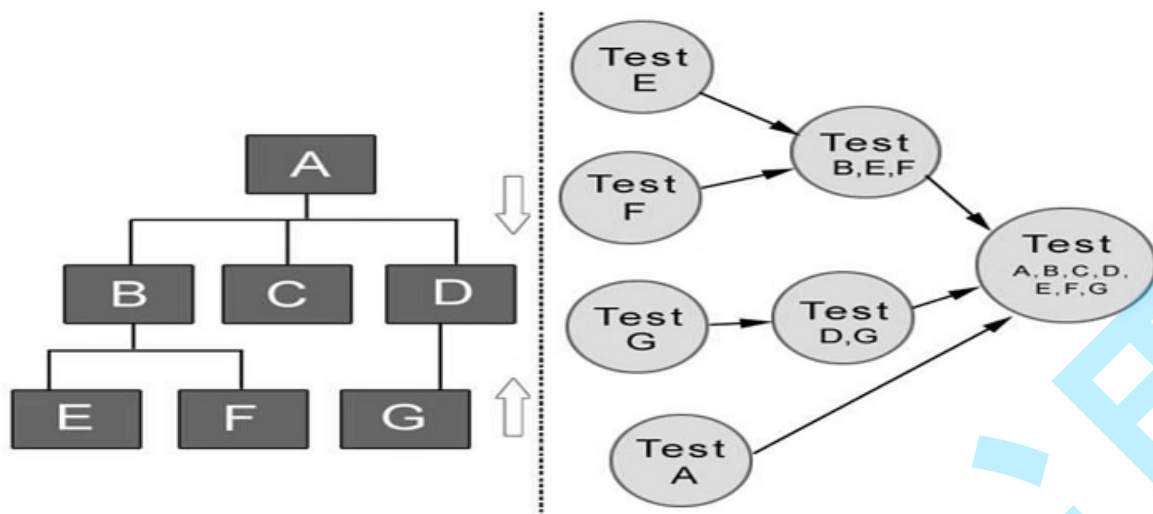 A
B C D
E F G
Test
E
Test
F
Test
B,E,F
Test
G
Test
D,G
Test
A
Test
A,B,C,D,
E,F,G